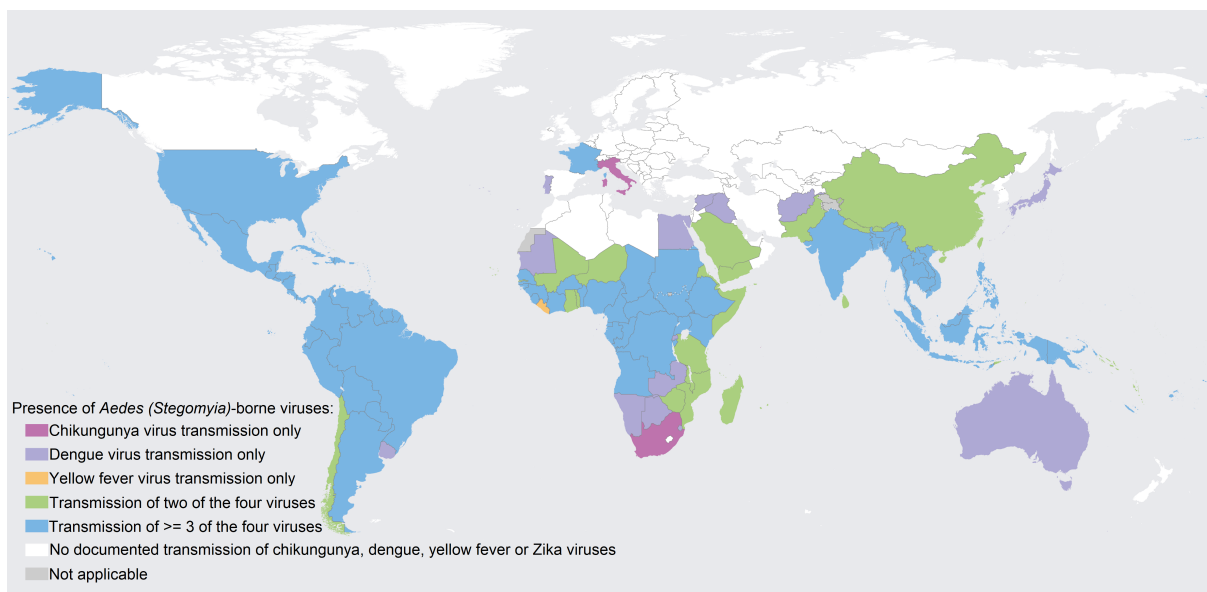 Presence of Aedes (Stegomyia)-borne viruses:
Chikungunya virus transmission only
Dengue virus transmission only
Yellow fever virus transmission only
Transmission of two of the four viruses
Transmission of >= 3 of the four viruses
No documented transmission of chikungunya, dengue, yellow fever or Zika viruses
Not applicable